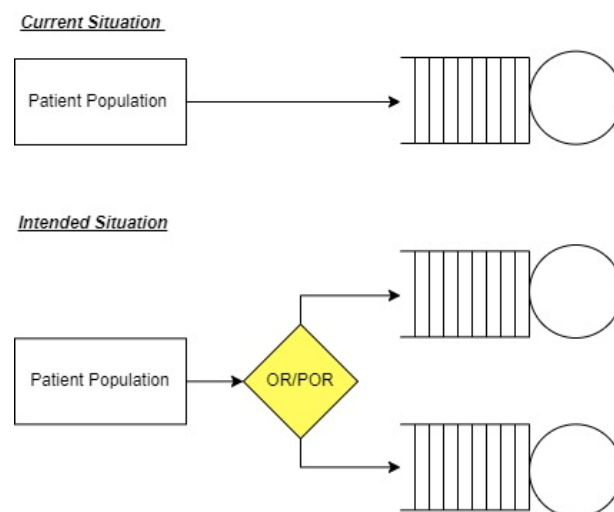 Current Situation
Patient Population
Intended Situation
Patient Population
OR/POR